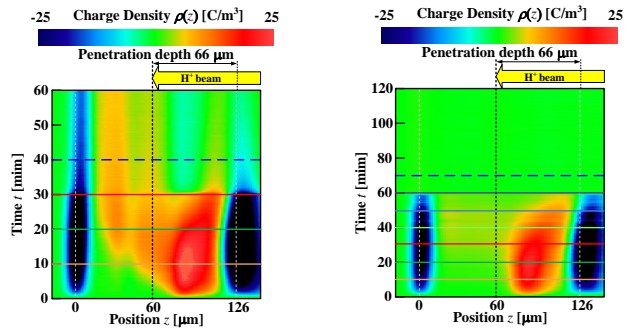 Charge Density ρ(z) [C/m³]
-25 25
Penetration depth 66 μm
H⁺ beam
60
50
40
30
20
10
0
Time t [mim]
0 60 126
Position z [μm]
Charge Density ρ(z) [C/m³]
-25 25
Penetration depth 66 μm
H⁺ beam
120
100
80
60
40
20
0
Time t [mim]
0 60 126
Position z [μm]